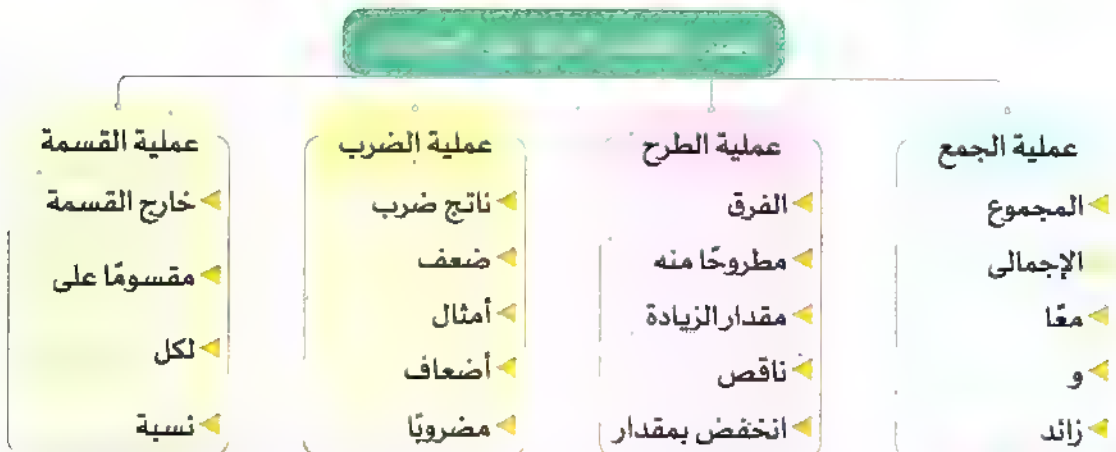 عملية الجمع
المجموع
الإجمالى
معًا
و
زائد
عملية الطرح
الفرق
مطروحًا منه
مقدار الزيادة
ناقص
انخفض بمقدار
عملية الضرب
ناتج ضرب
ضعف
أمثال
أضعاف
مضروبًا
عملية القسمة
خارج القسمة
مقسومًا على
لكل
نسبة